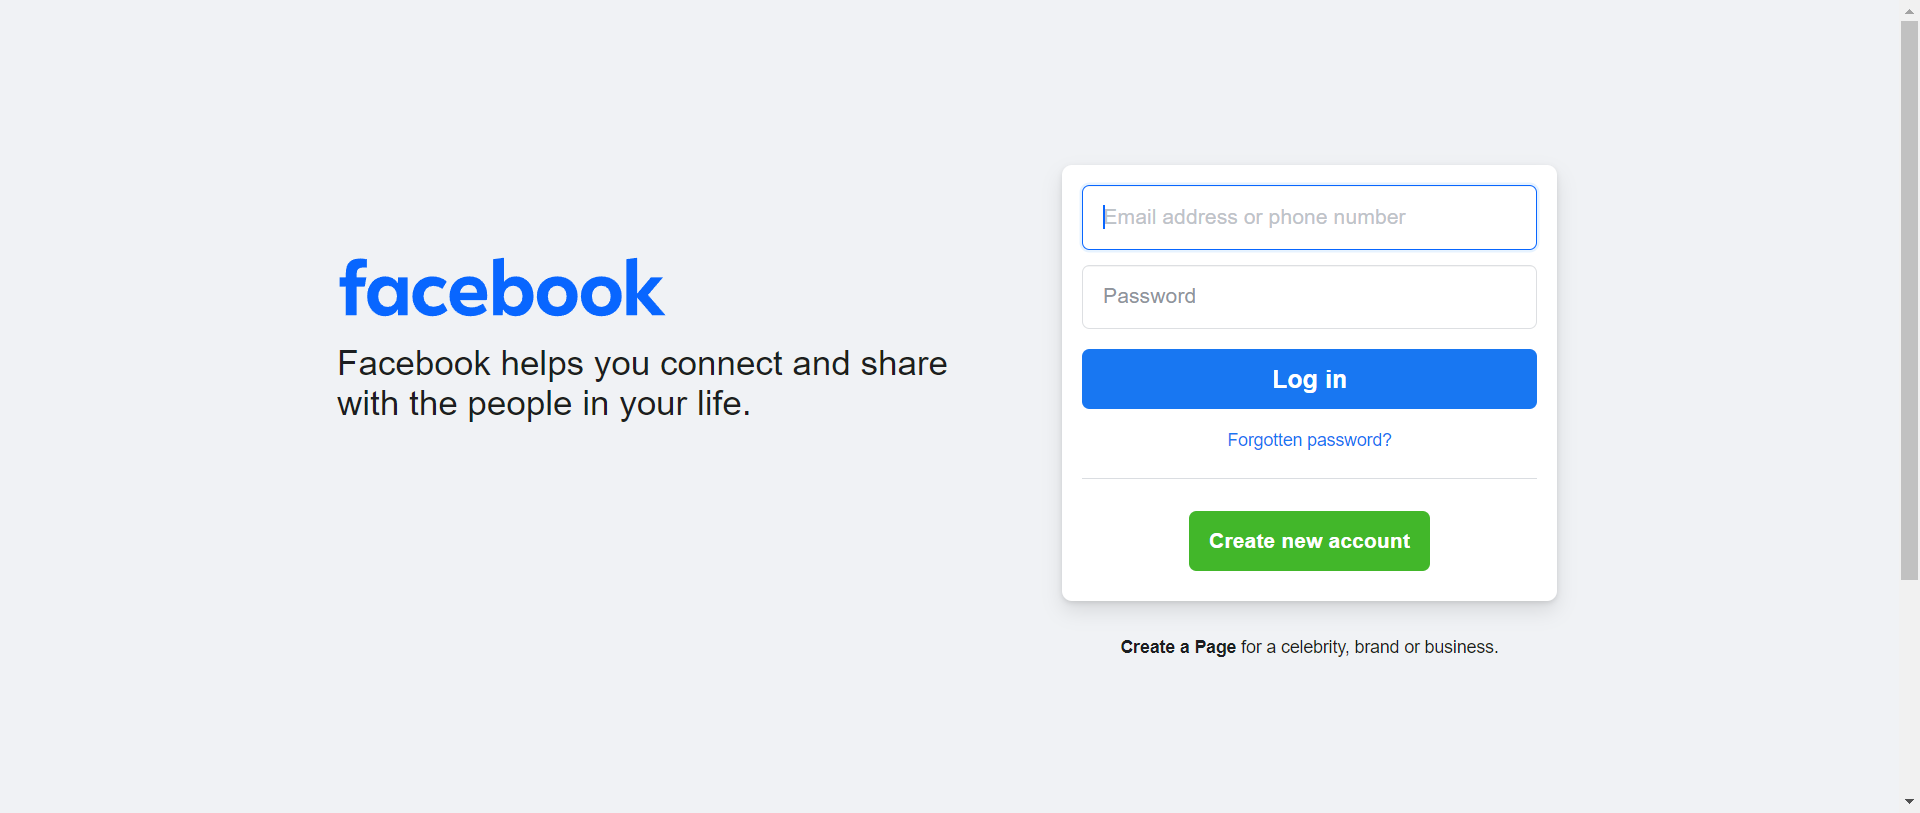 facebook
Facebook helps you connect and share
with the people in your life.
Email address or phone number
Password
Log in
Forgotten password?
Create new account
Create a Page for a celebrity, brand or business.